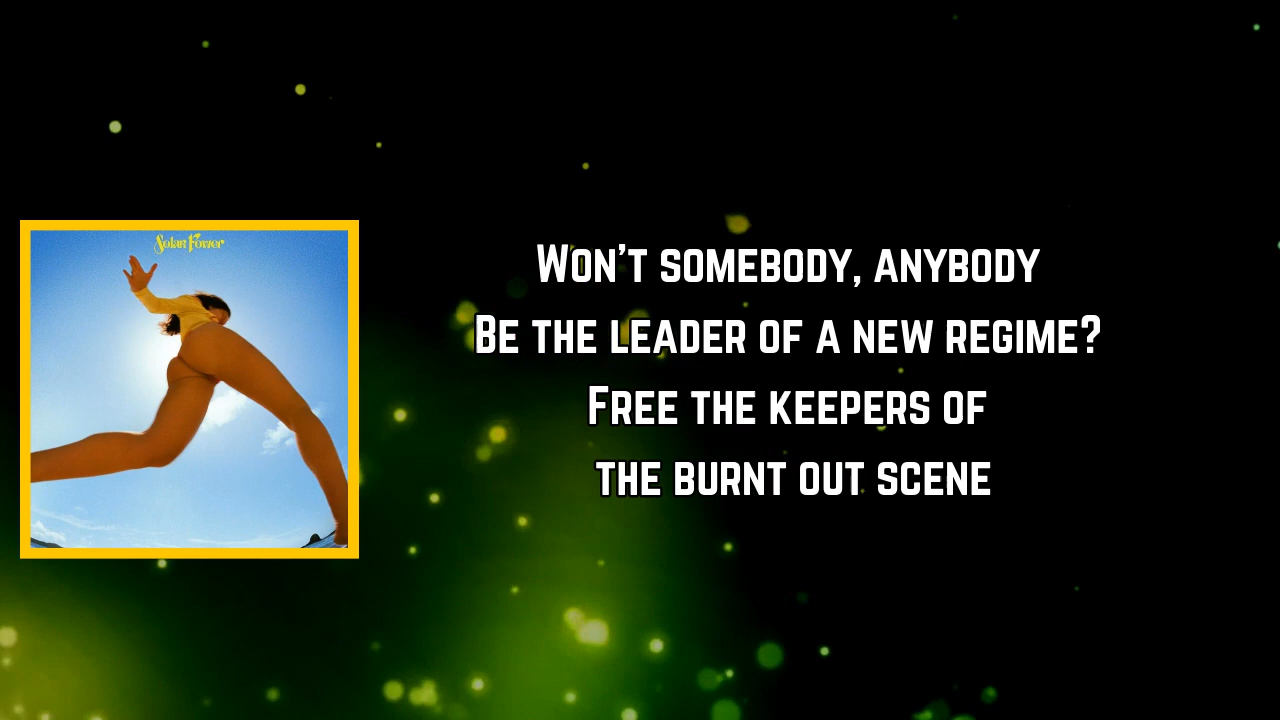 Solar Power
Won't somebody, anybody
Be the leader of a new regime?
Free the keepers of
the burnt out scene